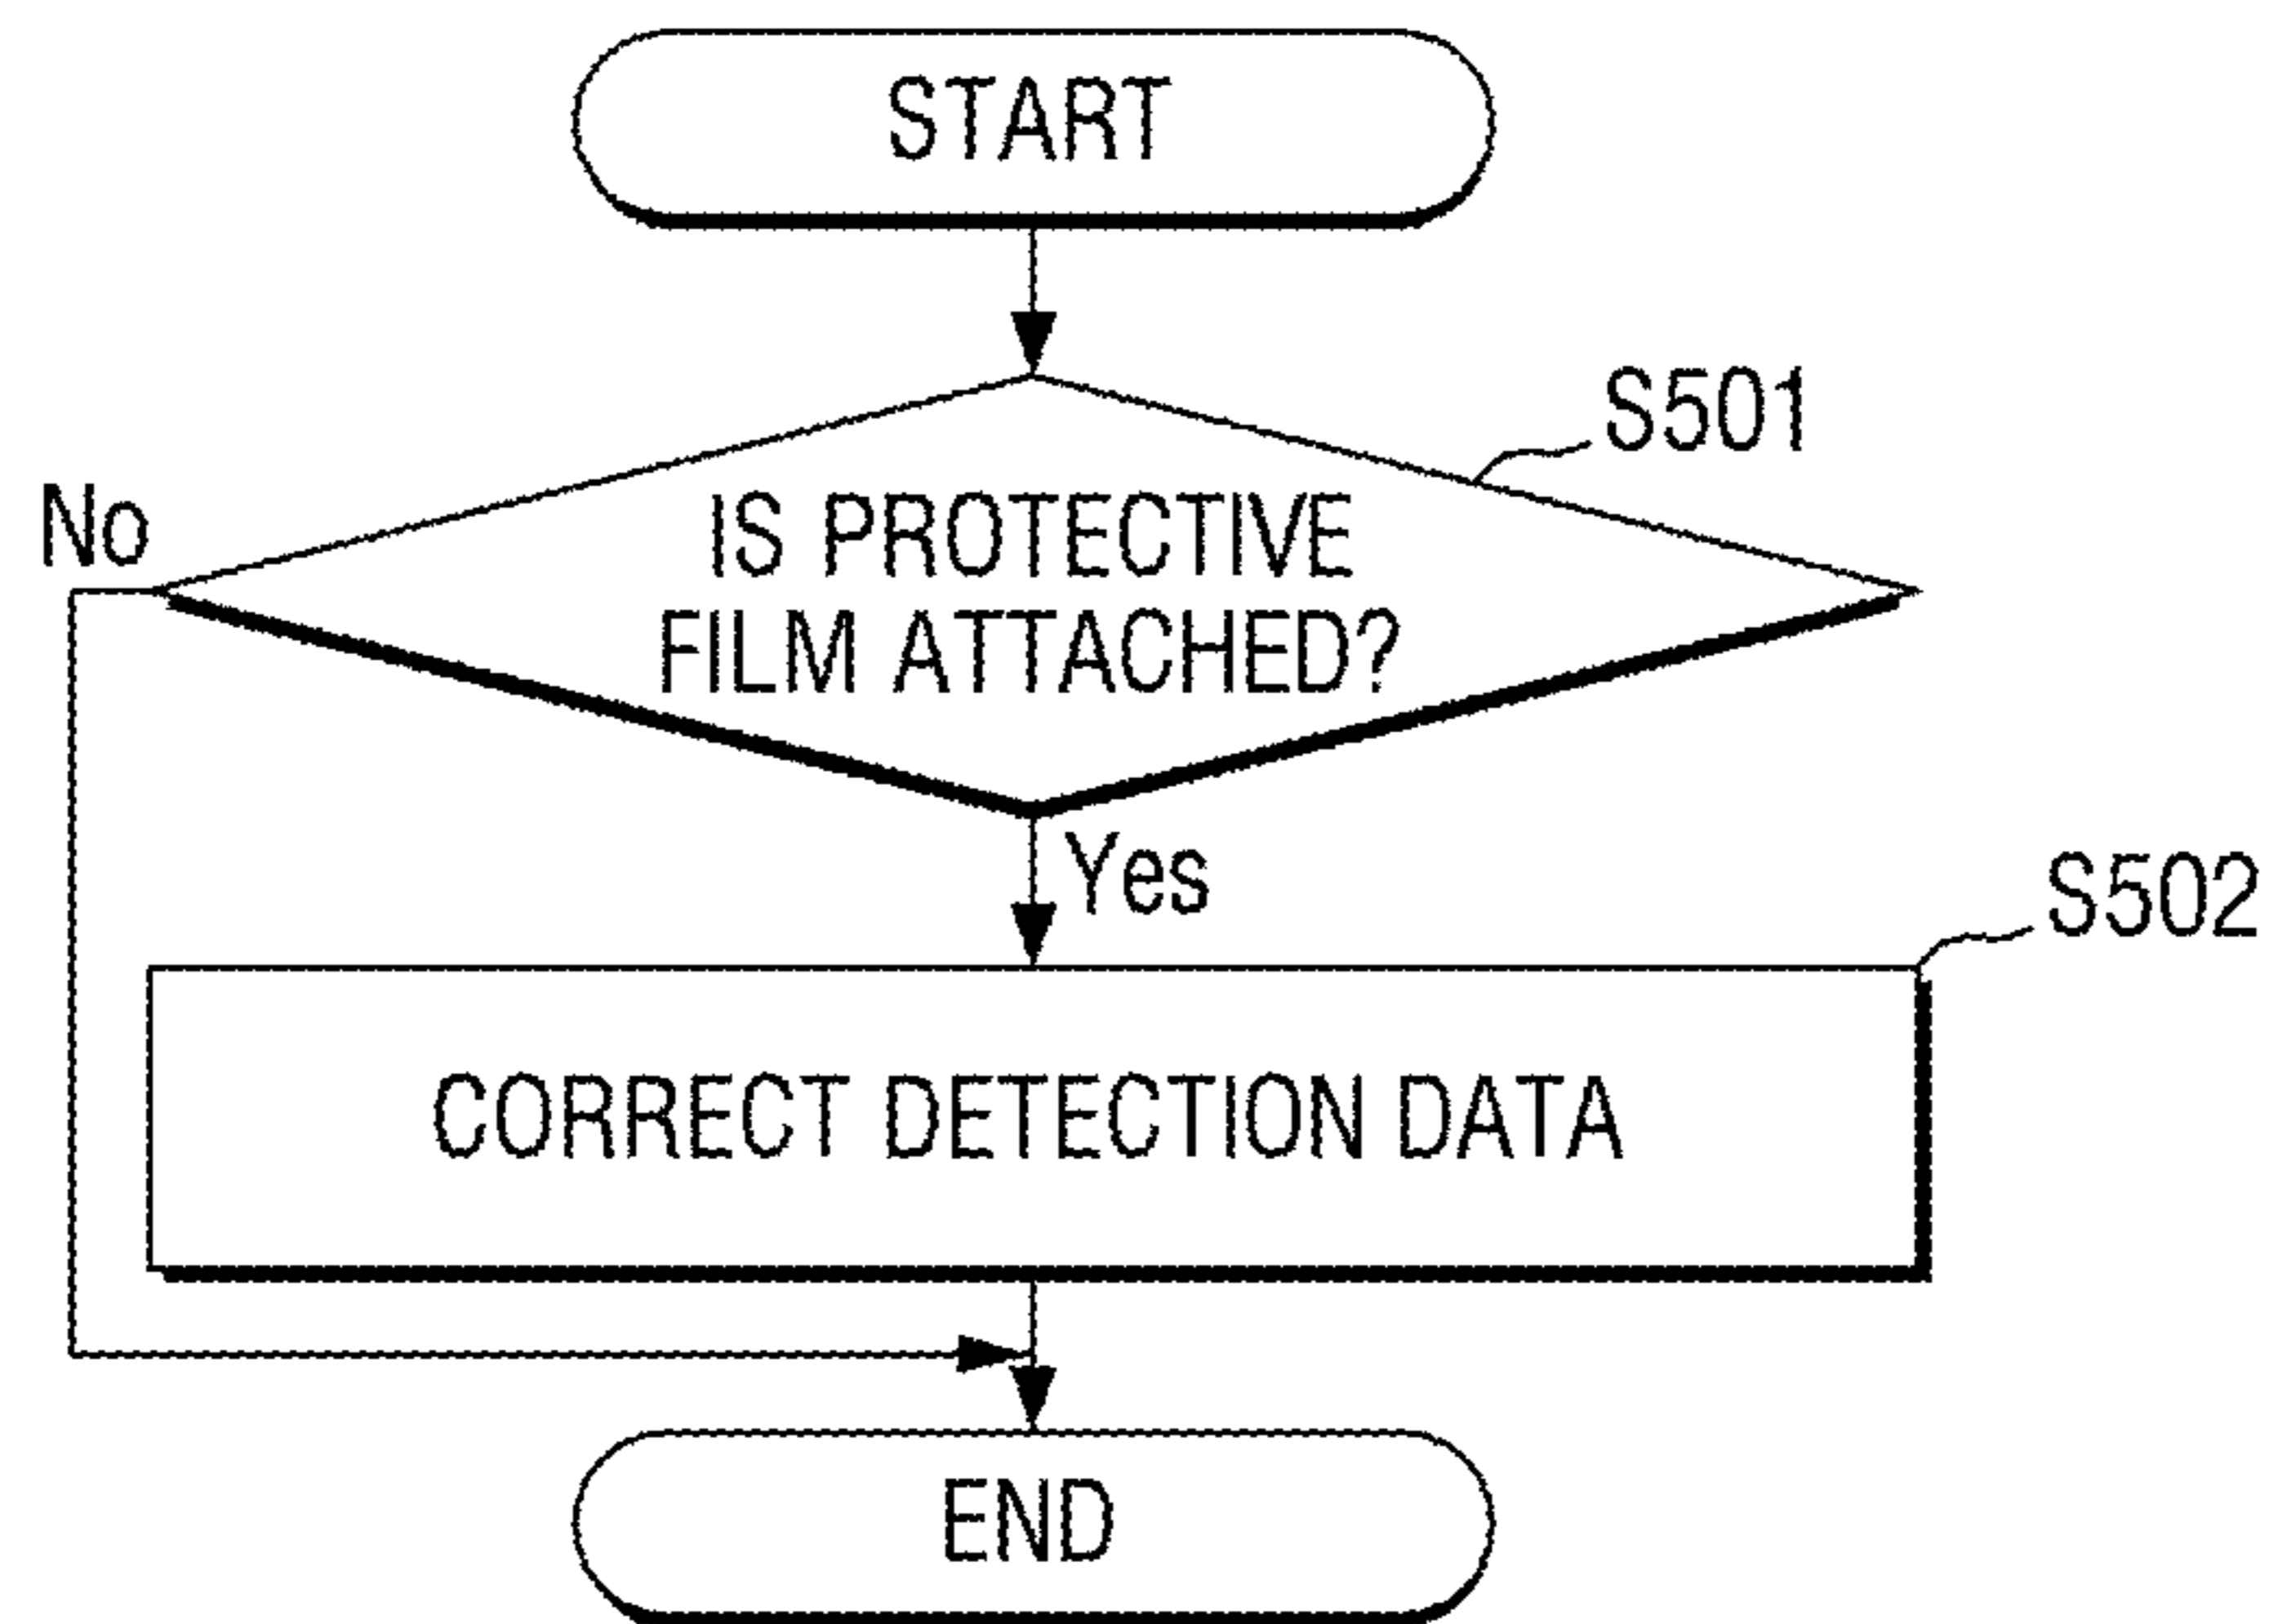 START
S501
No
IS PROTECTIVE
FILM ATTACHED?
Yes
S502
CORRECT DETECTION DATA
END